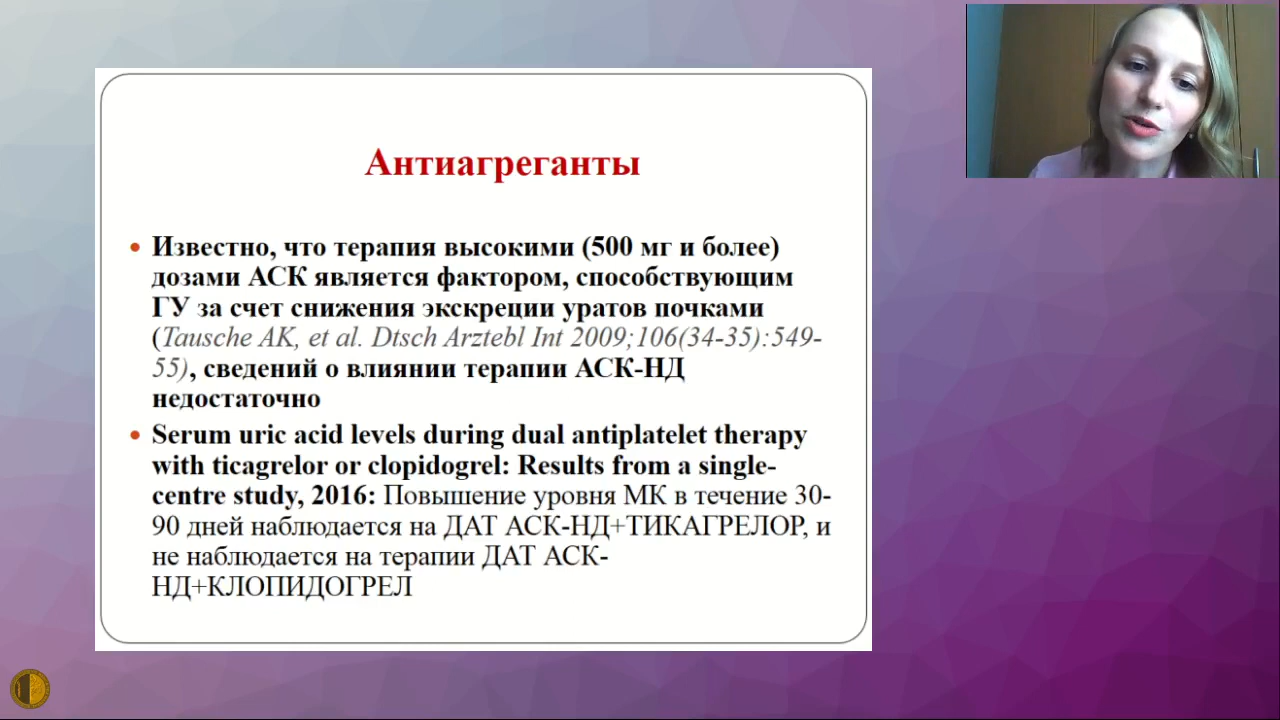 Антиагреганты
Известно, что терапия высокими (500 мг и более)
дозами АСК является фактором, способствующим
ГУ за счет снижения экскреции уратов почками
(Tausche AK, et al. Dtsch Arztebl Int 2009;106(34-35):549-
55), сведений о влиянии терапии АСК-НД
недостаточно
Serum uric acid levels during dual antiplatelet therapy
with ticagrelor or clopidogrel: Results from a single-
centre study, 2016: Повышение уровня МК в течение 30-
90 дней наблюдается на ДАТ АСК-НД+ТИКАГРЕЛОР, и
не наблюдается на терапии ДАТ АСК-
НД+КЛОПИДОГРЕЛ